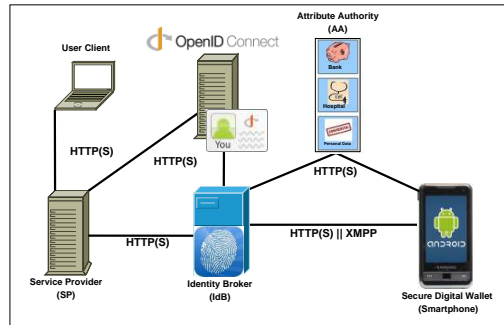 Attribute Authority
(AA)
User Client
OpenID Connect
Bank
Hospital
Personal Data
You
HTTP(S)
HTTP(S)
HTTP(S)
HTTP(S)
HTTP(S) || XMPP
ANDROID
SAMSUNG
Service Provider
(SP)
Identity Broker
(IdB)
Secure Digital Wallet
(Smartphone)